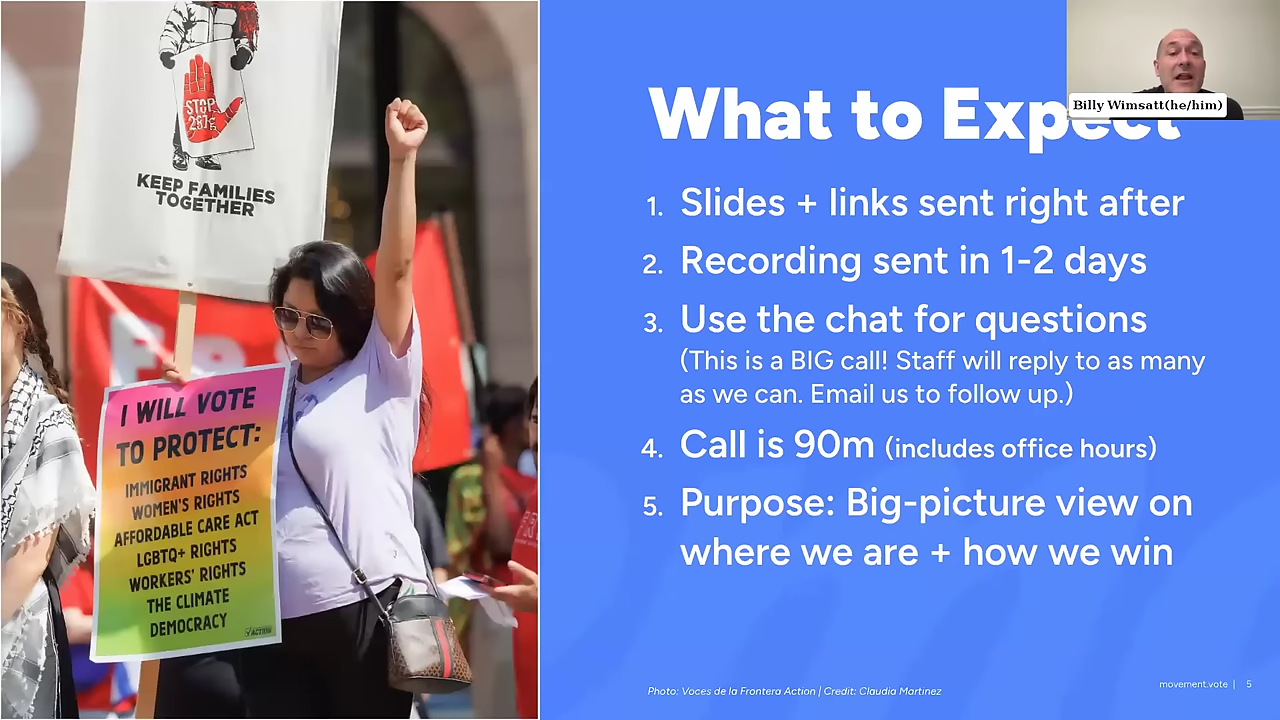 STOP
287g
KEEP FAMILIES
TOGETHER
I WILL VOTE
TO PROTECT:
IMMIGRANT RIGHTS
WOMEN'S RIGHTS
AFFORDABLE CARE ACT
LGBTQ+ RIGHTS
WORKERS' RIGHTS
THE CLIMATE
DEMOCRACY
ACTION
What to Expect
Billy Wimsatt(he/him)
1. Slides + links sent right after
2. Recording sent in 1-2 days
3. Use the chat for questions
(This is a BIG call! Staff will reply to as many
as we can. Email us to follow up.)
4. Call is 90m (includes office hours)
5. Purpose: Big-picture view on
where we are + how we win
Photo: Voces de la Frontera Action | Credit: Claudia Martinez
movement.vote | 5